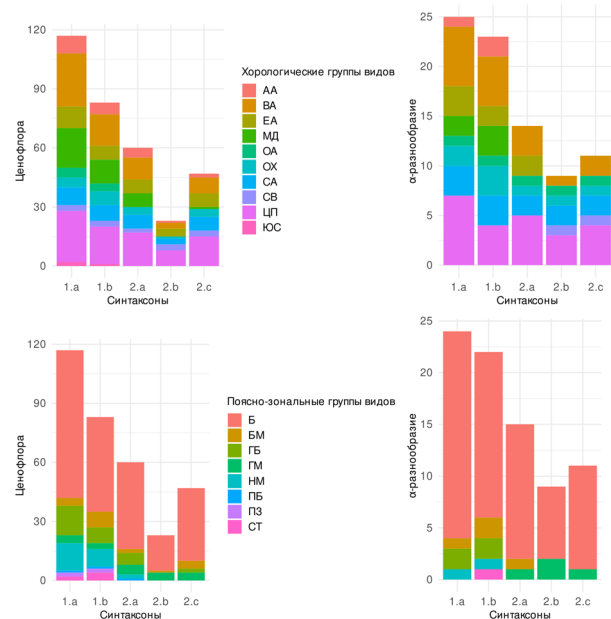 Ценофлора
120
90
60
30
0
1.a
1.b
2.a
2.b
2.c
Синтаксоны
Хорологические группы видов
АА
ВА
ЕА
МД
ОА
ОХ
СА
СВ
ЦП
ЮС
α-разнообразие
25
20
15
10
5
0
1.a
1.b
2.a
2.b
2.c
Синтаксоны
Ценофлора
120
90
60
30
0
1.a
1.b
2.a
2.b
2.c
Синтаксоны
Поясно-зональные группы видов
Б
БМ
ГБ
ГМ
НМ
ПБ
ПЗ
СТ
α-разнообразие
25
20
15
10
5
0
1.a
1.b
2.a
2.b
2.c
Синтаксоны